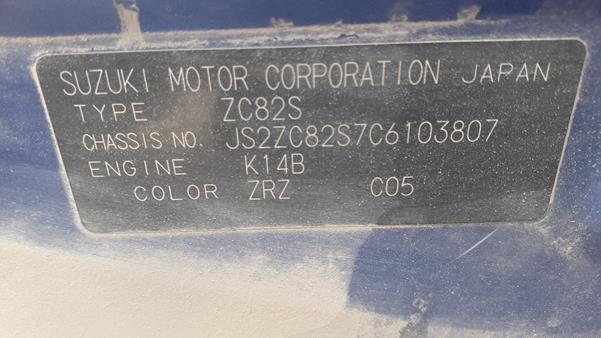 SUZUKI MOTOR CORPORATION JAPAN
TYPE ZC82S
CHASSIS NO. JS2ZC82S7C6103807
ENGINE K14B
COLOR ZRZ C05